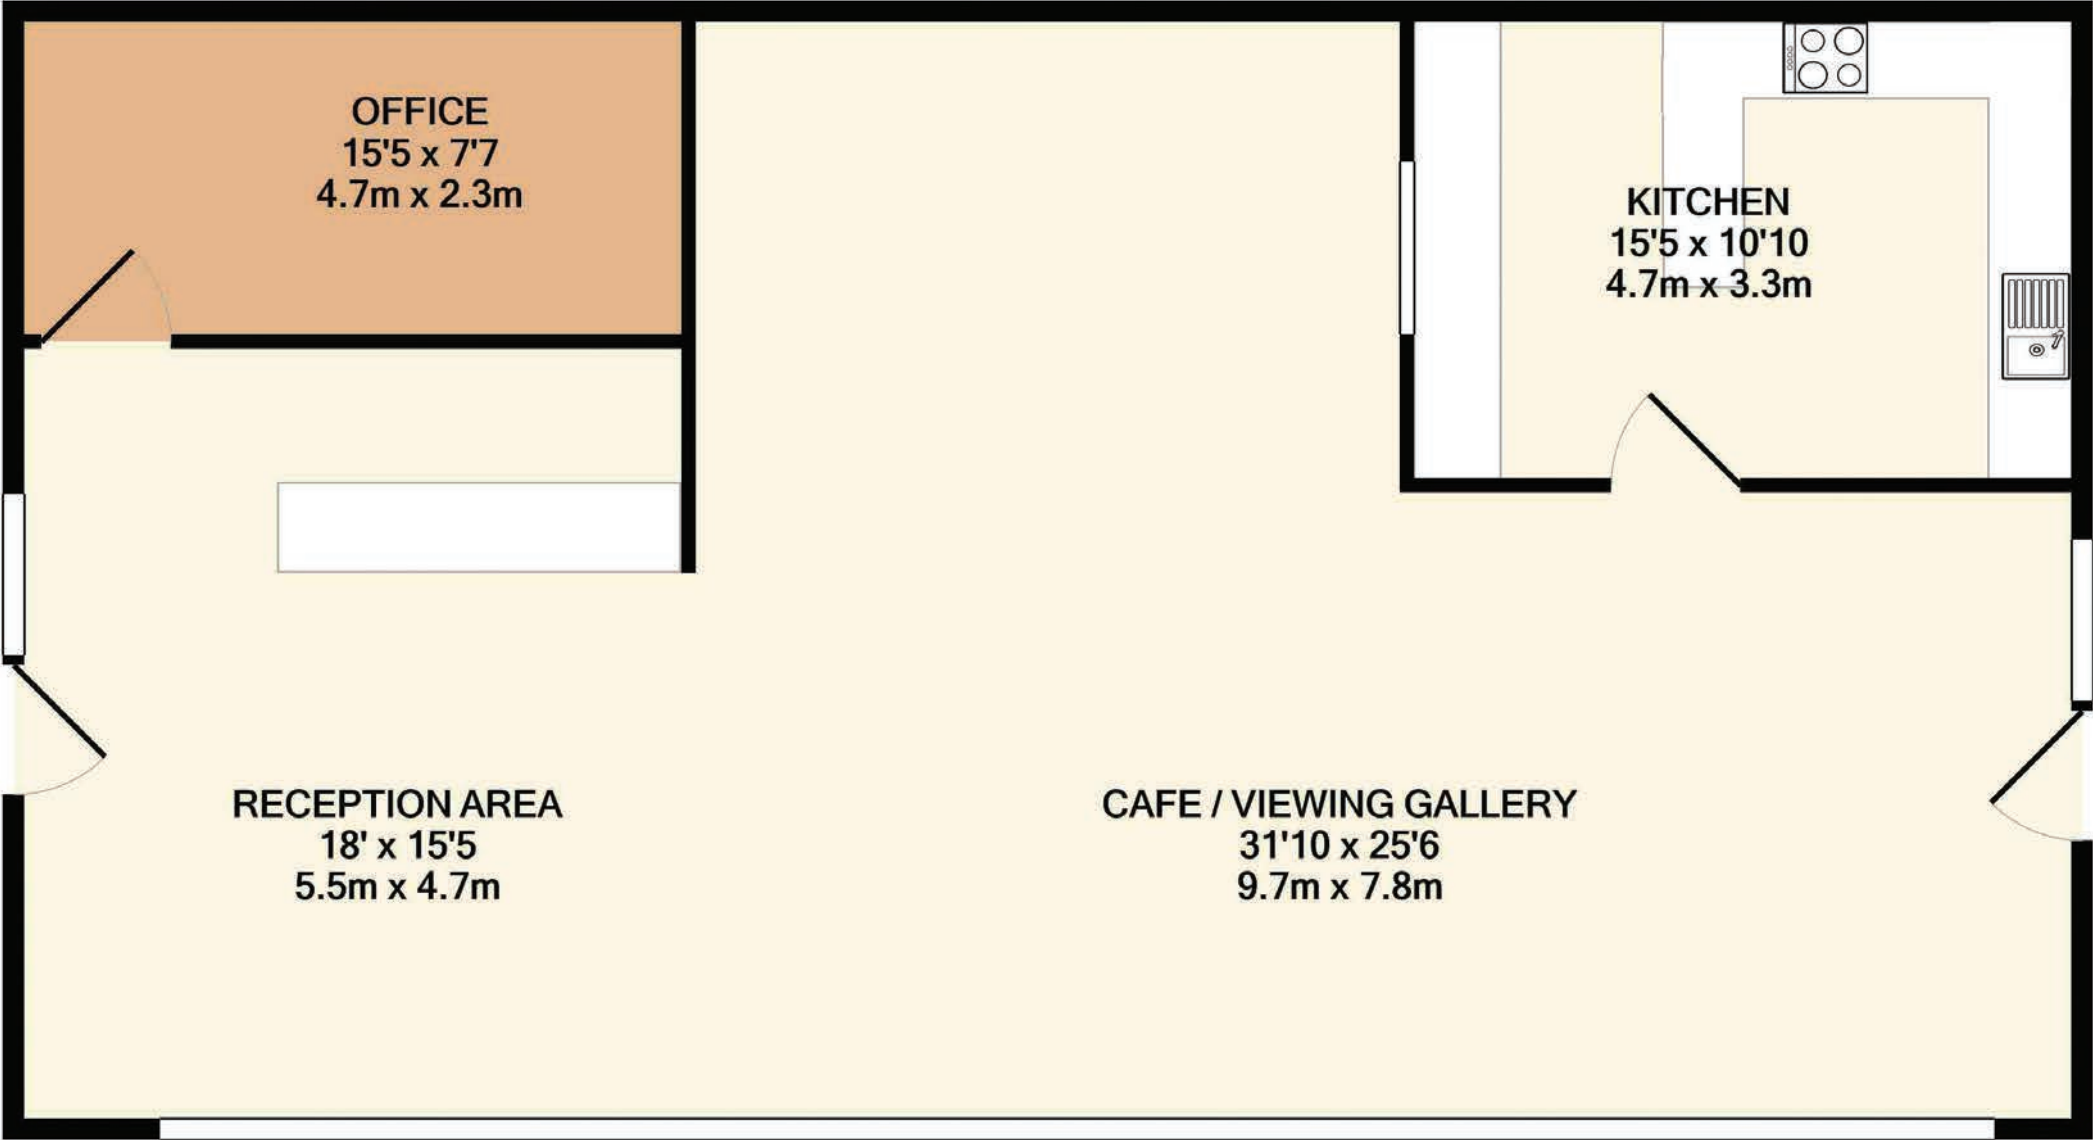 OFFICE
15'5 x 7'7
4.7m x 2.3m
KITCHEN
15'5 x 10'10
4.7m x 3.3m
RECEPTION AREA
18' x 15'5
5.5m x 4.7m
CAFE / VIEWING GALLERY
31'10 x 25'6
9.7m x 7.8m